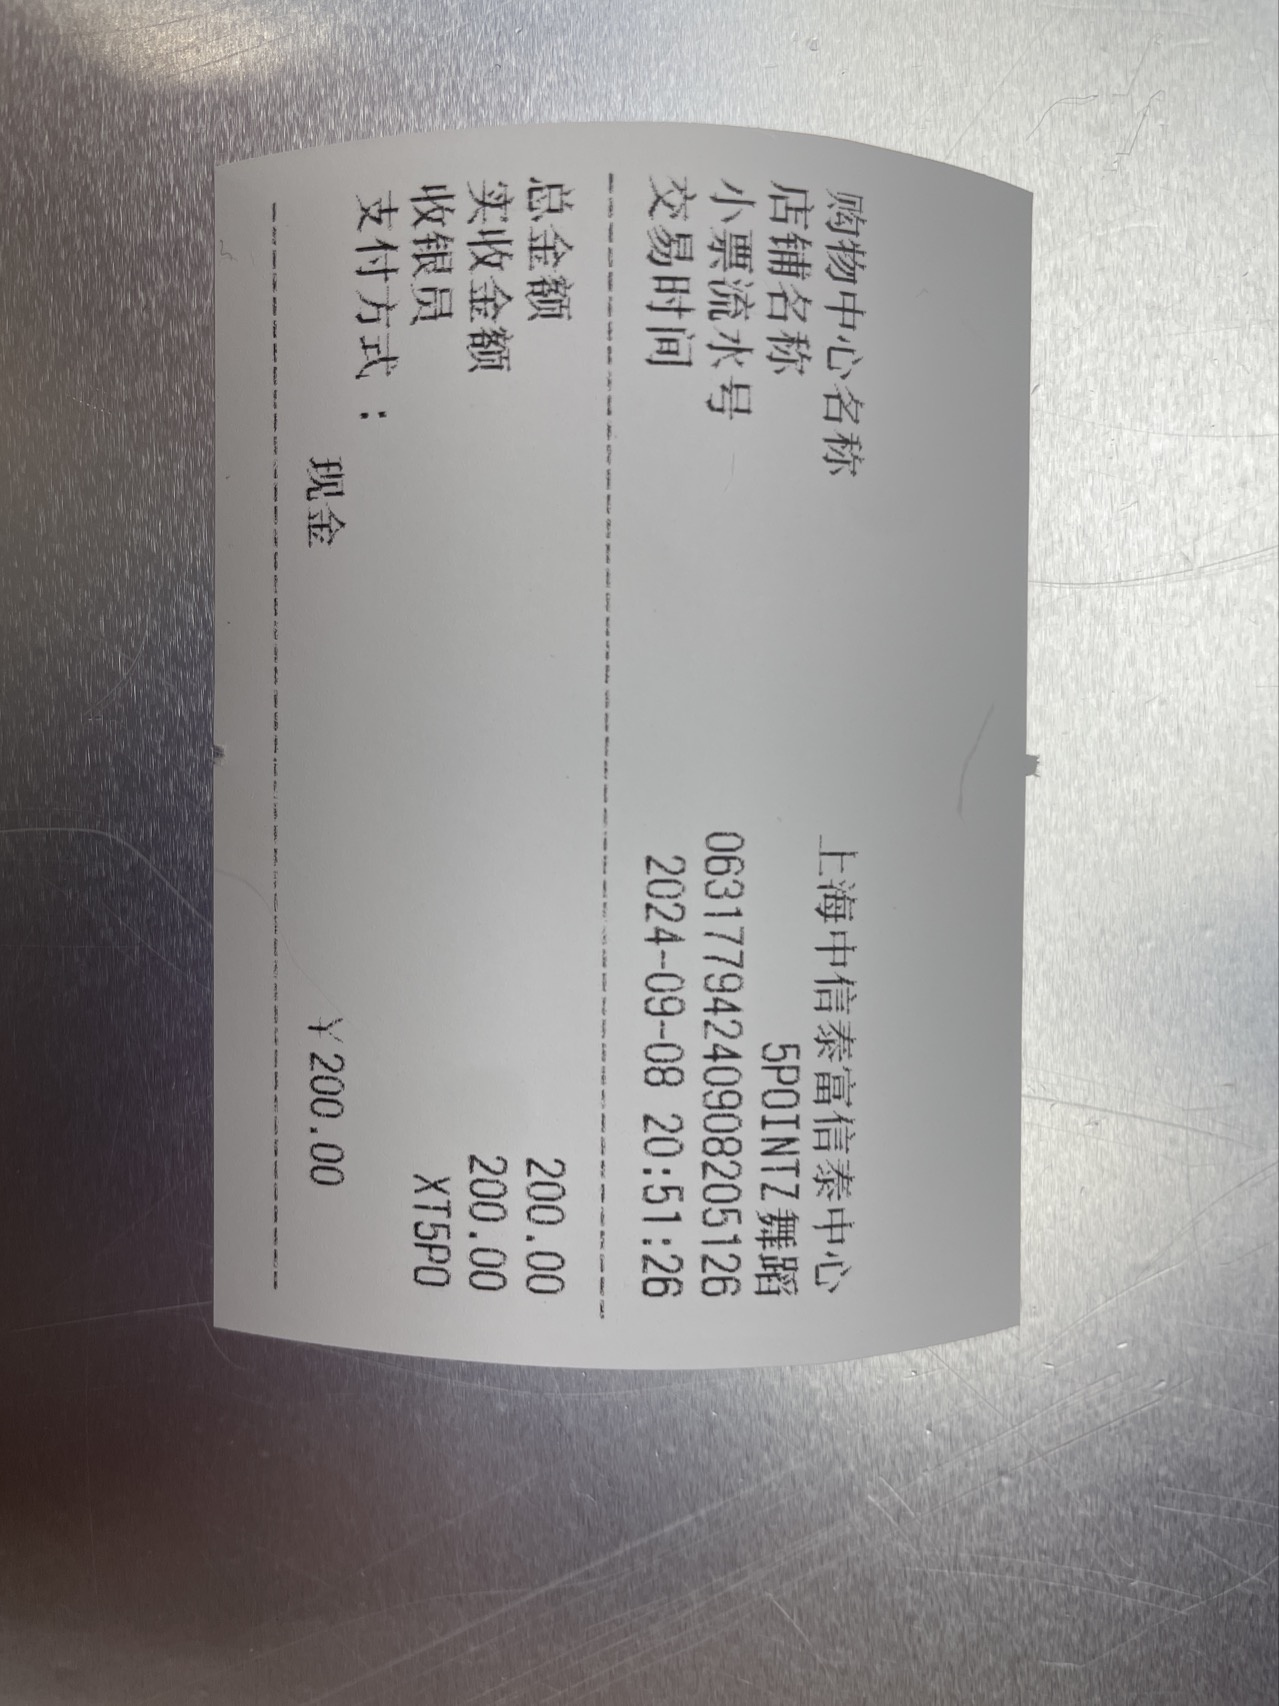 购物中心名称 上海中信泰富信泰中心
店铺名称 5POINTZ舞蹈
小票流水号 06317794240908205126
交易时间 2024-09-08 20:51:26
总金额 200.00
实收金额 200.00
收银员 XT5PO
支付方式：
现金 ￥200.00